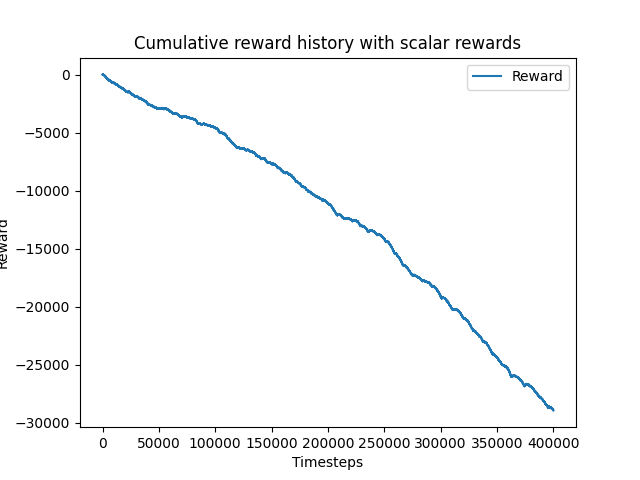 Cumulative reward history with scalar rewards
Reward
0
−5000
−10000
−15000
−20000
−25000
−30000
Reward
0 50000 100000 150000 200000 250000 300000 350000 400000
Timesteps